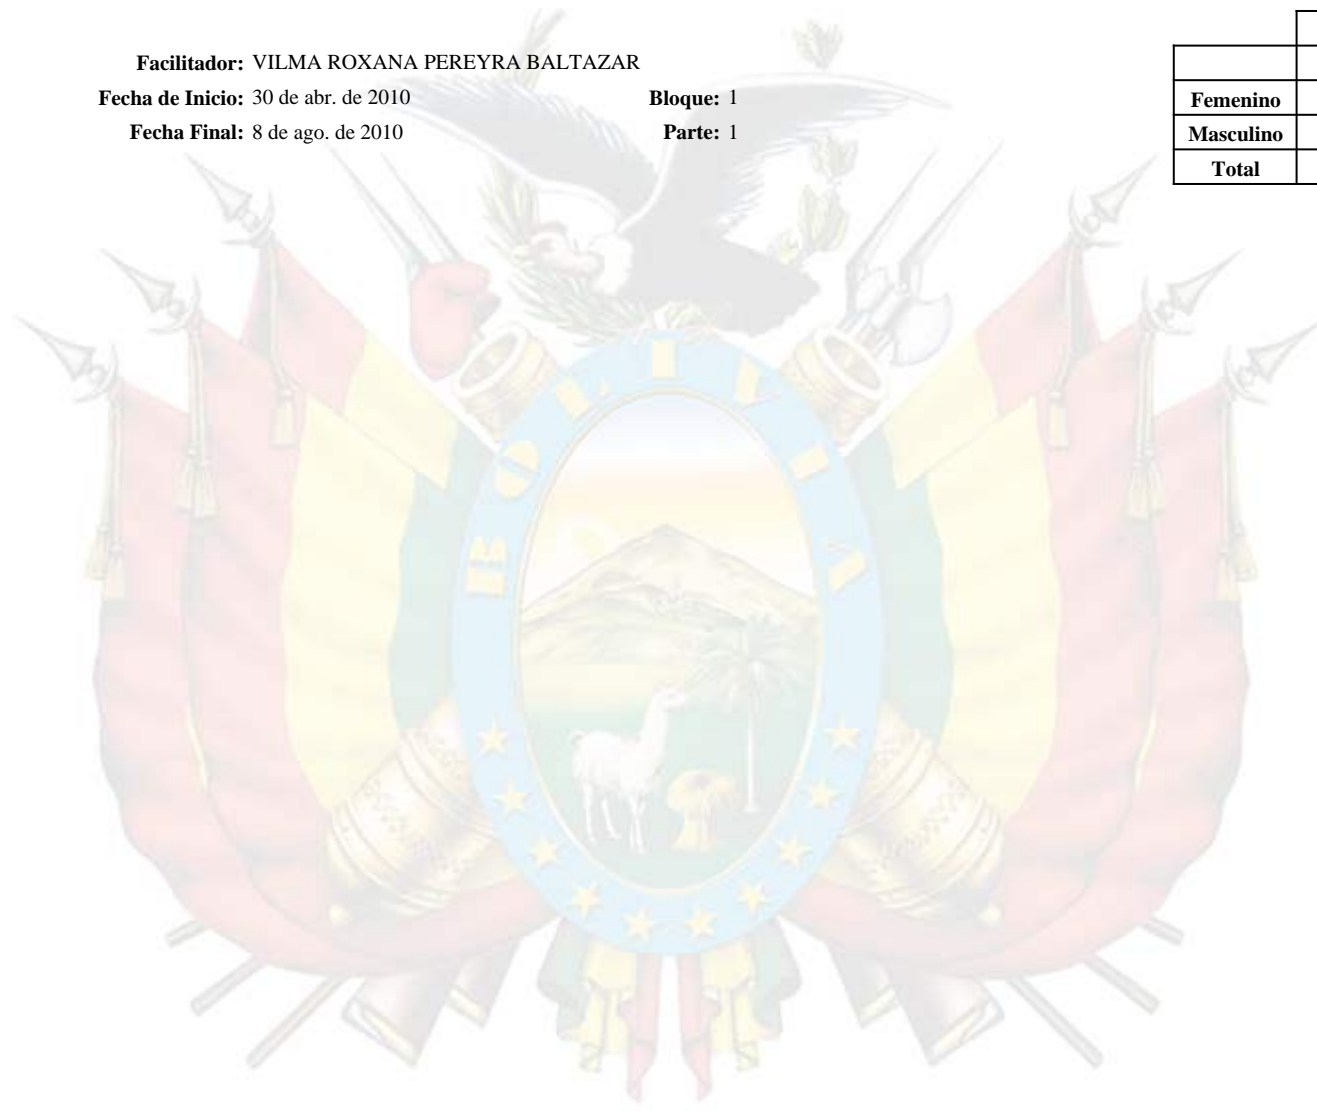 Facilitador: VILMA ROXANA PEREYRA BALTAZAR
Fecha de Inicio: 30 de abr. de 2010 Bloque: 1
Fecha Final: 8 de ago. de 2010 Parte: 1
Femenino
Masculino
Total
BOLIVIA